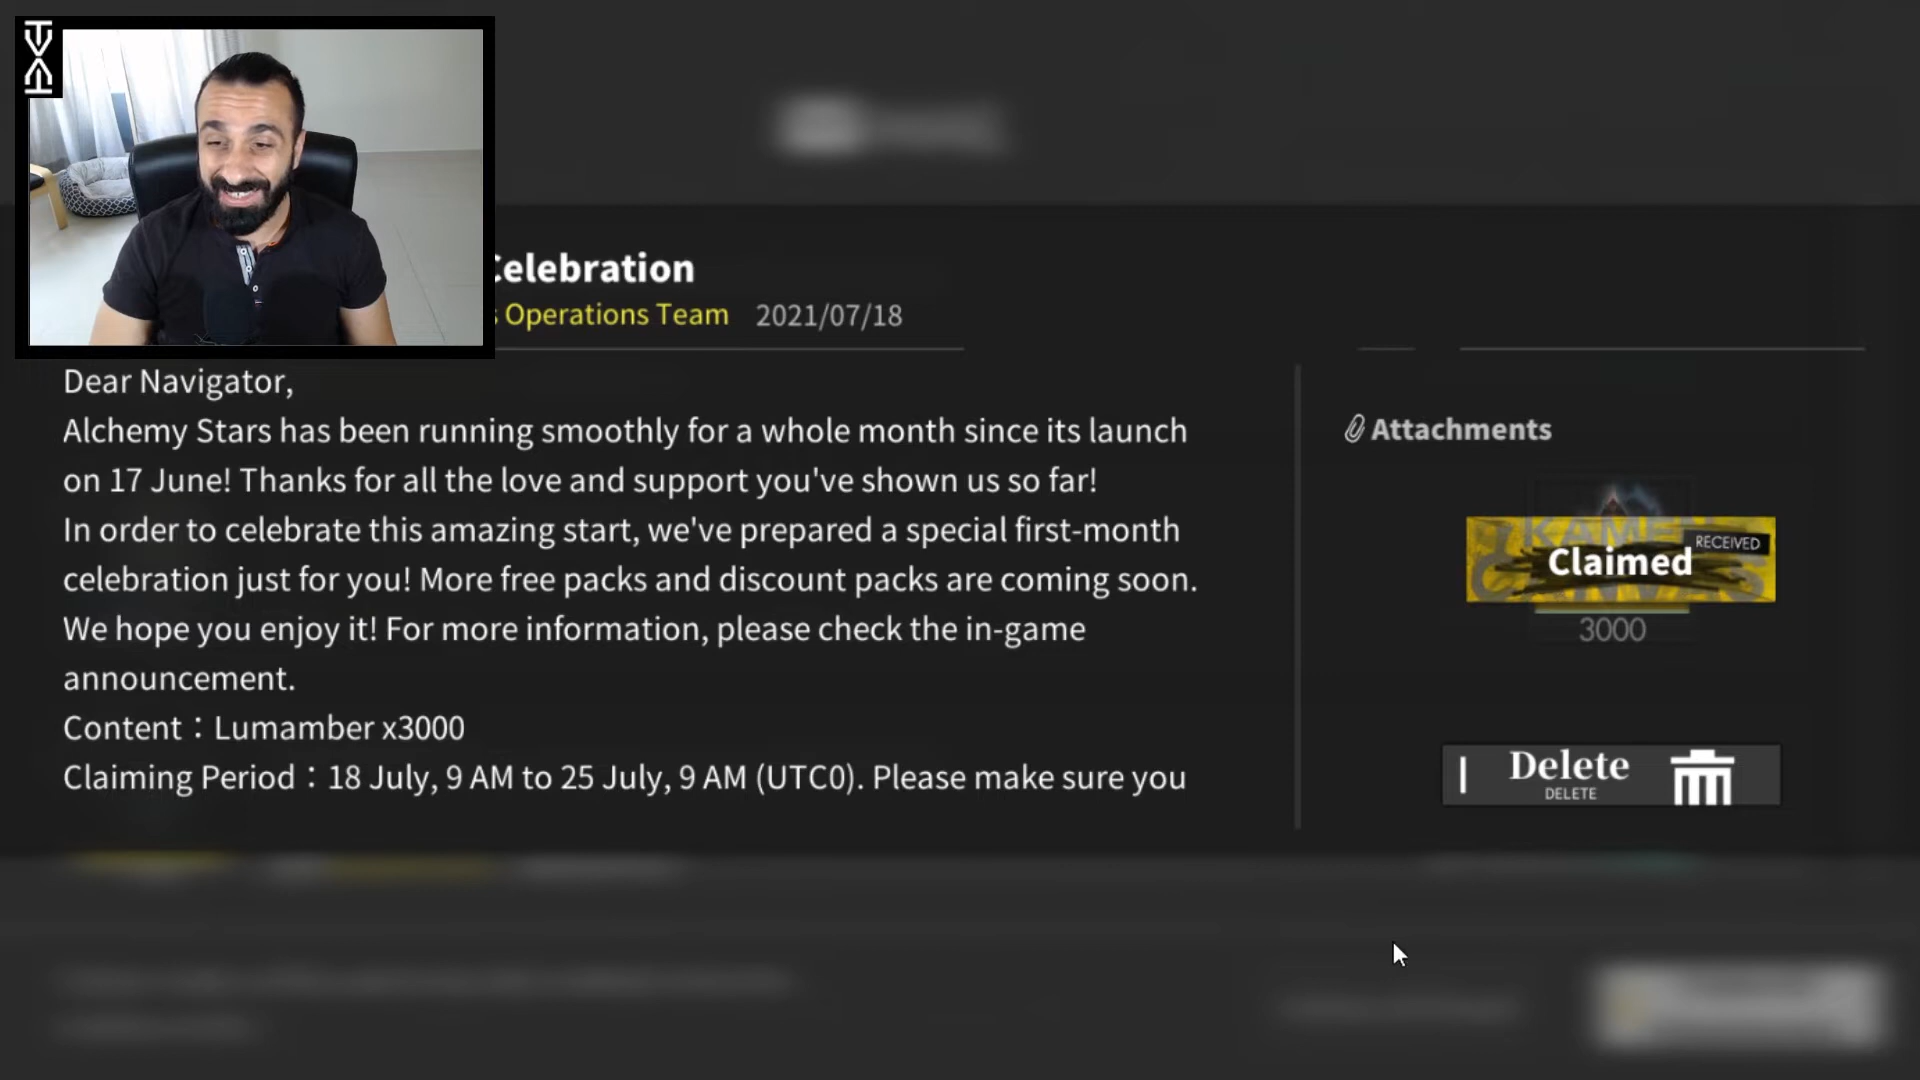 Celebration
s Operations Team 2021/07/18
Dear Navigator,
Alchemy Stars has been running smoothly for a whole month since its launch
on 17 June! Thanks for all the love and support you've shown us so far!
In order to celebrate this amazing start, we've prepared a special first-month
celebration just for you! More free packs and discount packs are coming soon.
We hope you enjoy it! For more information, please check the in-game
announcement.
Content：Lumamber x3000
Claiming Period：18 July, 9 AM to 25 July, 9 AM (UTC0). Please make sure you
Attachments
RECEIVED
Claimed
3000
Delete
DELETE